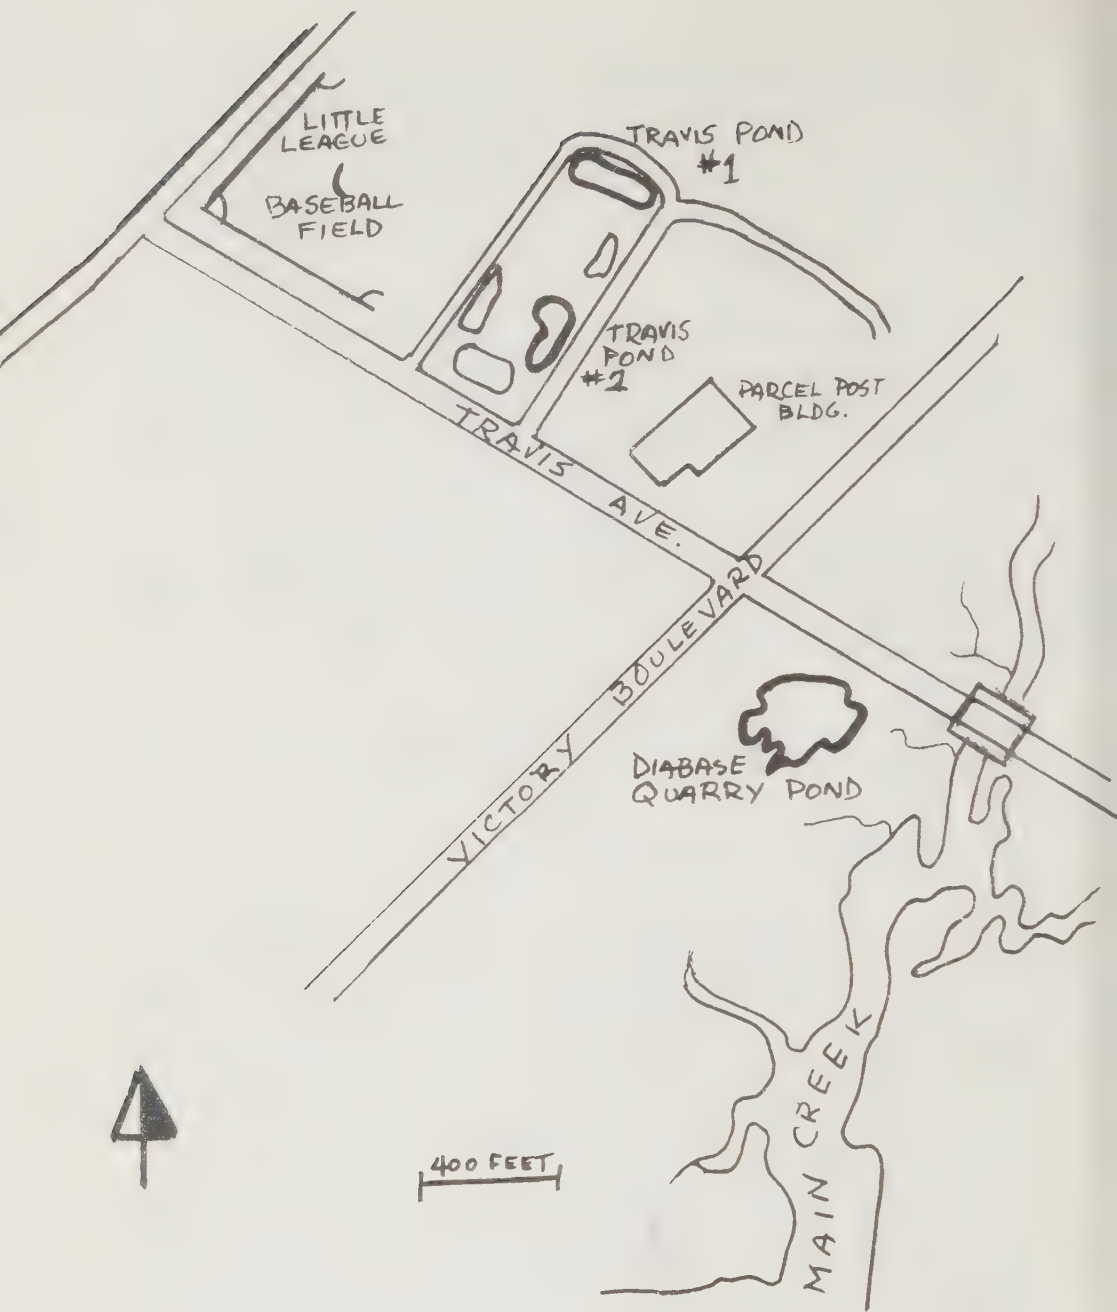 LITTLE
LEAGUE
BASEBALL
FIELD
TRAVIS POND
#1
TRAVIS
POND
#2
PARCEL POST
BLDG.
TRAVIS AVE.
VICTORY BOULEVARD
DIABASE
QUARRY POND
MAIN CREEK
400 FEET